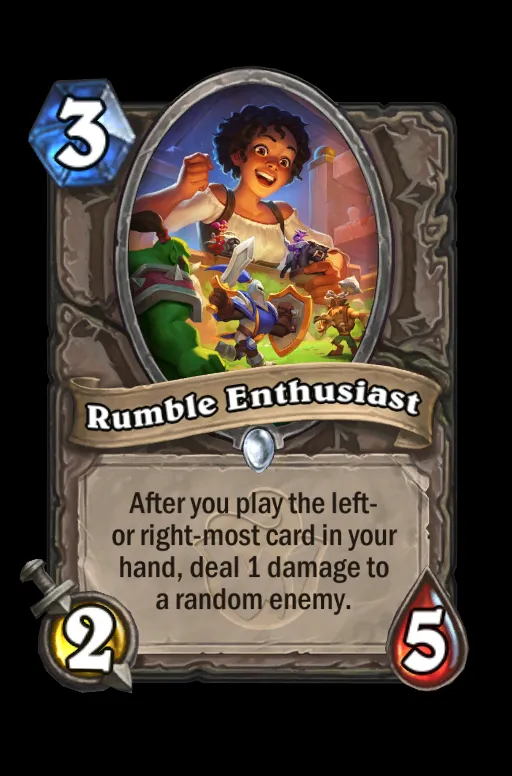 3
Rumble Enthusiast
After you play the left-
or right-most card in your
hand, deal 1 damage to
a random enemy.
2
5